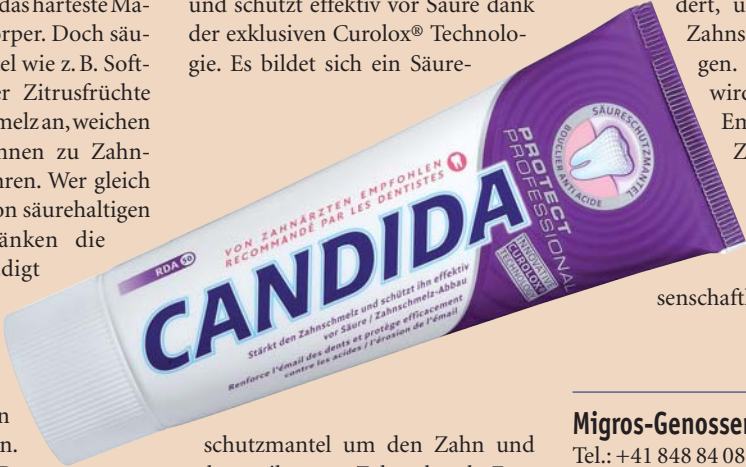 das härteste Ma-
örper. Doch säu-
el wie z. B. Soft-
er Zitrusfrüchte
melz an, weichen
nnen zu Zahn-
hren. Wer gleich
on säurehaltigen
änken die
digt
n
n.
und schützt effektiv vor Säure dank
der exklusiven Curolox® Technolo-
gie. Es bildet sich ein Säure-
schutzmantel um den Zahn und
dert, u
Zahns
gen.
wird
En
Z
senschaftl
RDA 50
VON ZAHNÄRZTEN EMPFOHLEN
RECOMMANDÉ PAR LES DENTISTES
CANDIDA
PROTECT
PROFESSIONAL
INNOVATIVE
CUROLOX
TECHNOLOGY
SÄURESCHUTZMANTEL
BOUCLIER ANTI ACIDE
Stärkt den Zahnschmelz und schützt ihn effektiv
vor Säure / Zahnschmelz-Abbau
Renforce l'émail des dents et protège efficacement
contre les acides / l'érosion de l'émail
Migros-Genossen
Tel.: +41 848 84 08